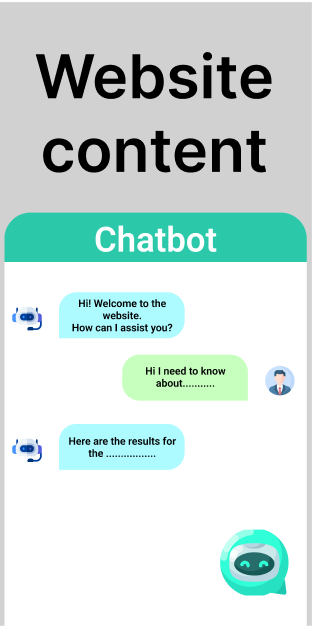 Website
content
Chatbot
Hi! Welcome to the
website.
How can I assist you?
Hi I need to know
about...........
Here are the results for
the .................